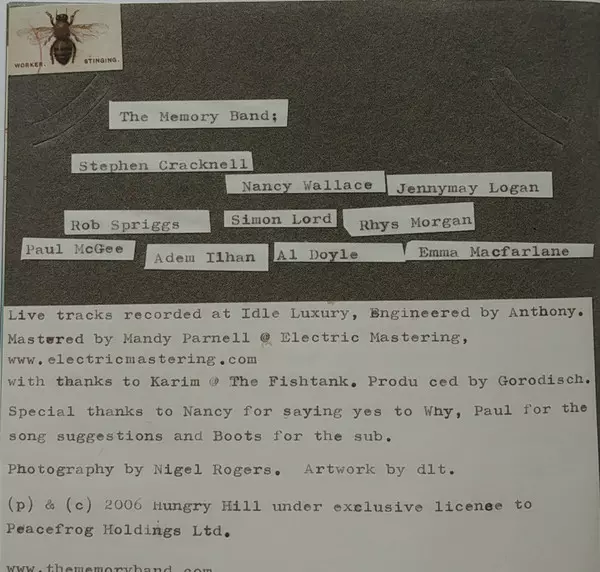 WORKER. STINGING.
The Memory Band;
Stephen Cracknell
Nancy Wallace Jennymay Logan
Rob Spriggs Simon Lord Rhys Morgan
Paul McGee Adem Ilhan Al Doyle Emma Macfarlane
Live tracks recorded at Idle Luxury, Engineered by Anthony.
Mastered by Mandy Parnell @ Electric Mastering,
www.electricmastering.com
with thanks to Karim @ The Fishtank. Produ ced by Gorodisch.
Special thanks to Nancy for saying yes to Why, Paul for the
song suggestions and Boots for the sub.
Photography by Nigel Rogers. Artwork by dlt.
(p) & (c) 2006 Hungry Hill under exclusive licence to
Peacefrog Holdings Ltd.
www.thememoryband.com